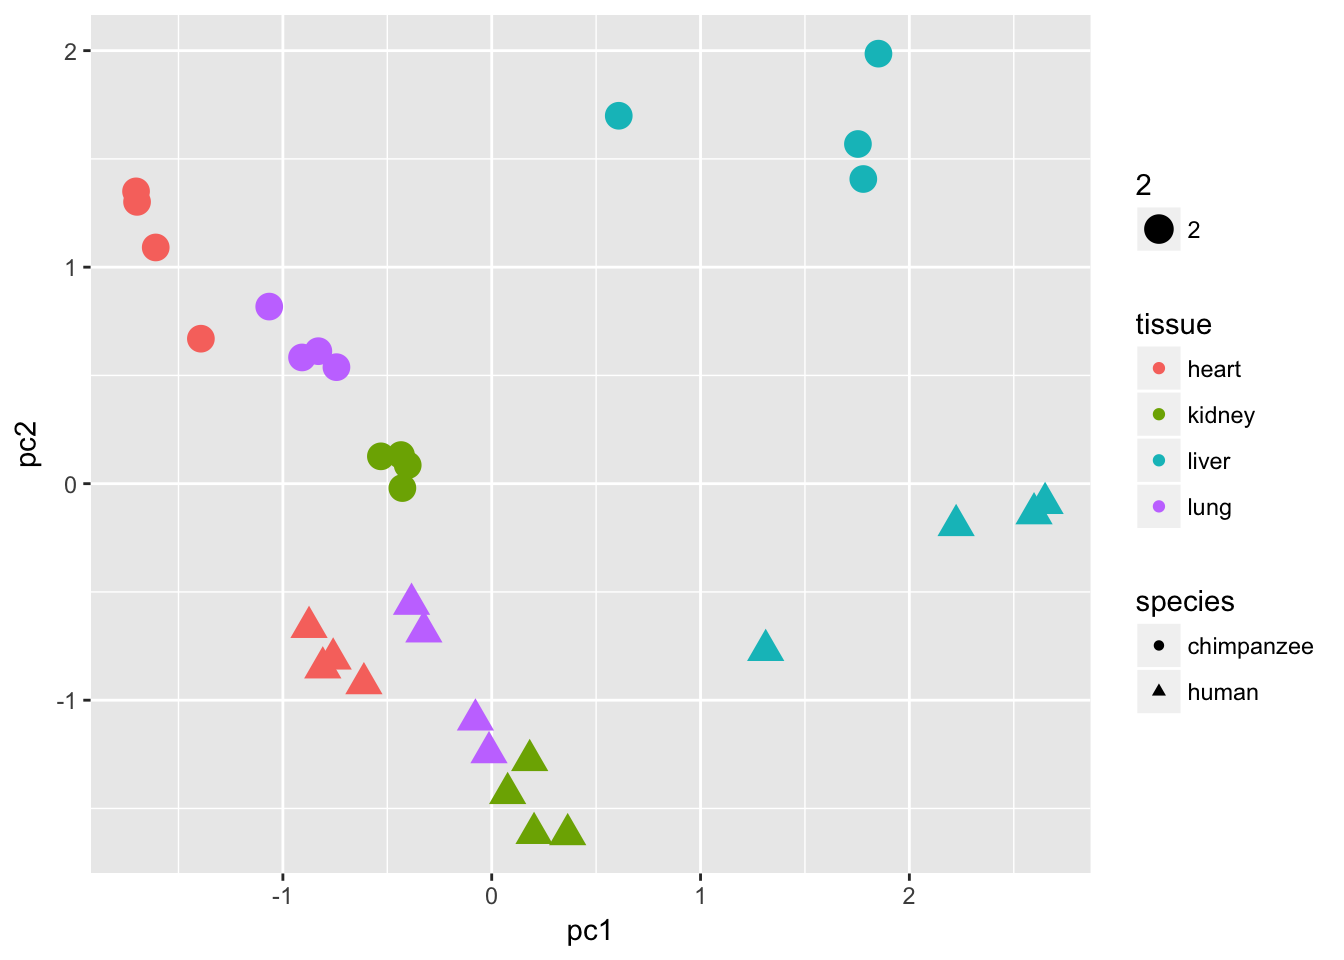 2
1
0
-1
pc2
-1
0
1
2
pc1
2
2
tissue
heart
kidney
liver
lung
species
chimpanzee
human